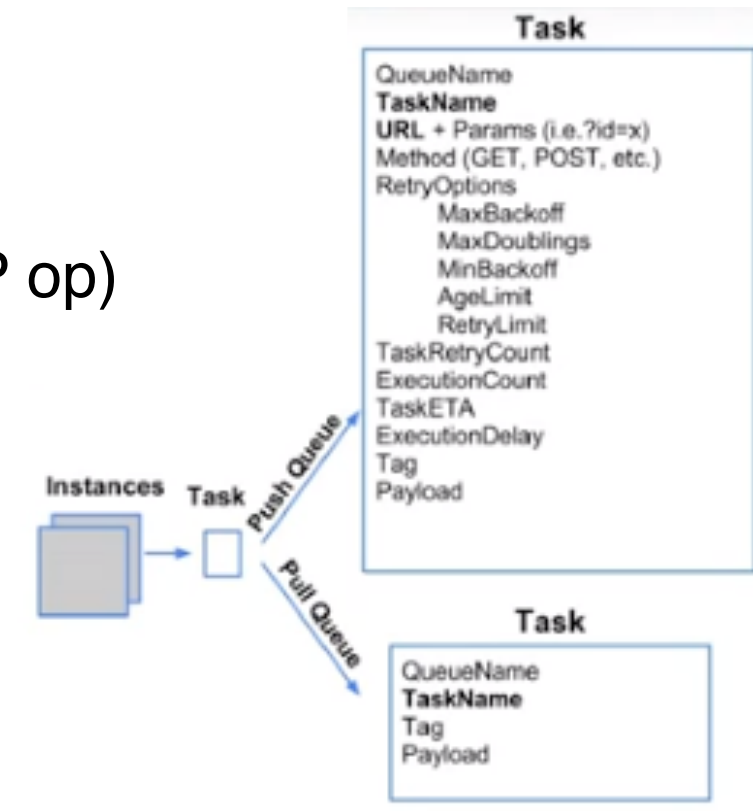 Task
QueueName
TaskName
URL + Params (i.e.?id=x)
Method (GET, POST, etc.)
RetryOptions
MaxBackoff
MaxDoublings
MinBackoff
AgeLimit
RetryLimit
TaskRetryCount
ExecutionCount
TaskETA
ExecutionDelay
Tag
Payload
op)
Instances
Task
Push Queue
Pull Queue
Task
QueueName
TaskName
Tag
Payload